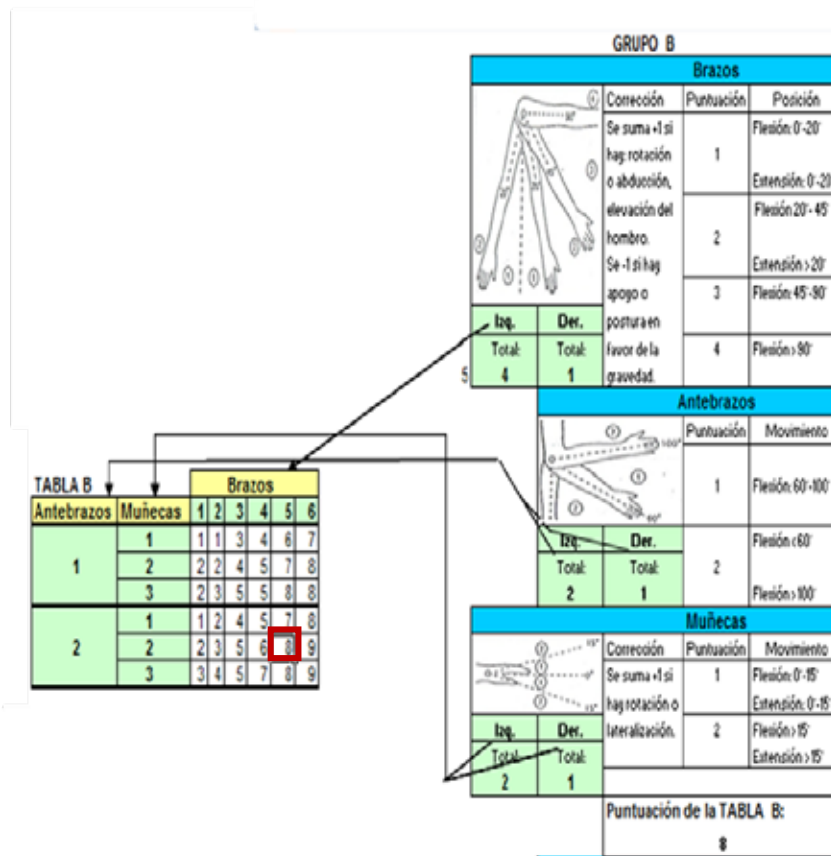 GRUPO B
Brazos
Corrección Puntuación Posición
Se suma +1 si
hay: rotación
o abducción,
elevación del
hombro.
Se -1 si hay
apoyo o
postura en
favor de la
gravedad.
1 Flexión: 0°-20°
Extensión: 0°-20
2 Flexión 20°- 45°
Extensión > 20°
3 Flexión: 45°-90°
4 Flexión > 90°
Izq. Der.
Total: Total:
5 4 1
Antebrazos
Puntuación Movimiento
100°
60°
1 Flexión: 60°-100°
2 Flexión < 60°
Flexión > 100°
Izq. Der.
Total: Total:
2 1
TABLA B
Brazos
Antebrazos Muñecas 1 2 3 4 5 6
1 1 1 1 3 4 6 7
2 2 2 4 5 7 8
3 2 3 5 5 8 8
2 1 1 2 4 5 7 8
2 2 3 5 6 8 9
3 3 4 5 7 8 9
Muñecas
Corrección Puntuación Movimiento
15°
0°
15°
Se suma +1 si
hay rotación o
lateralización.
1 Flexión: 0°-15°
Extensión: 0°-15°
2 Flexión > 15°
Extensión > 15°
Izq. Der.
Total: Total:
2 1
Puntuación de la TABLA B:
8